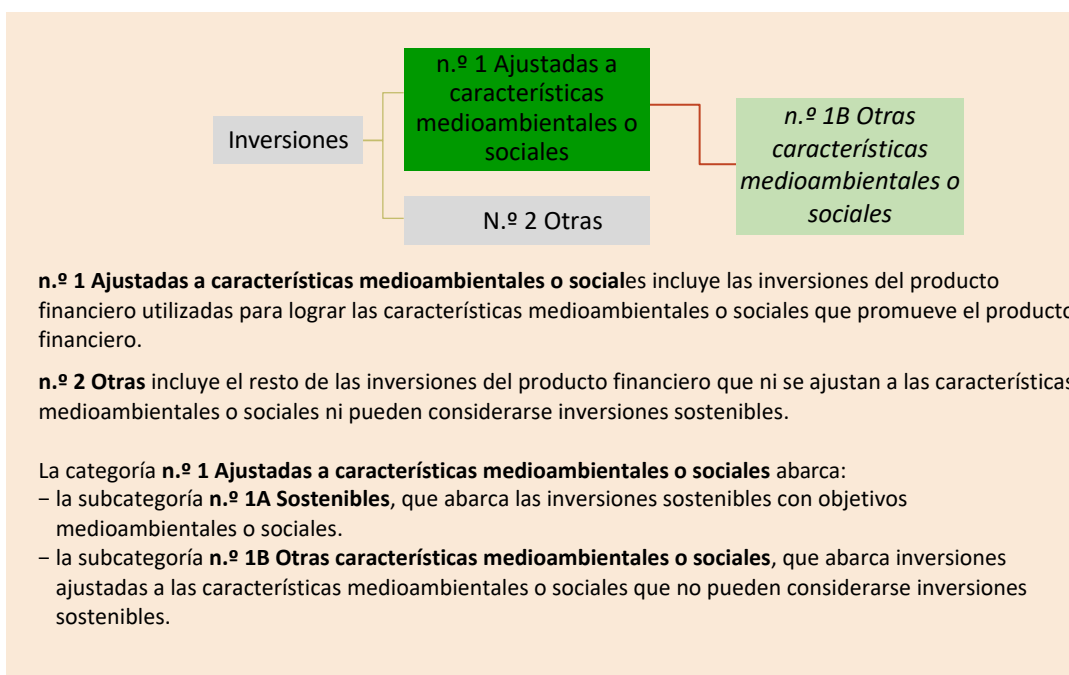 n.º 1 Ajustadas a
características
medioambientales o
sociales
Inversiones
n.º 1B Otras
características
medioambientales o
sociales
N.º 2 Otras
n.º 1 Ajustadas a características medioambientales o sociales incluye las inversiones del producto
financiero utilizadas para lograr las características medioambientales o sociales que promueve el producto
financiero.
n.º 2 Otras incluye el resto de las inversiones del producto financiero que ni se ajustan a las características
medioambientales o sociales ni pueden considerarse inversiones sostenibles.
La categoría n.º 1 Ajustadas a características medioambientales o sociales abarca:
– la subcategoría n.º 1A Sostenibles, que abarca las inversiones sostenibles con objetivos
medioambientales o sociales.
– la subcategoría n.º 1B Otras características medioambientales o sociales, que abarca inversiones
ajustadas a las características medioambientales o sociales que no pueden considerarse inversiones
sostenibles.